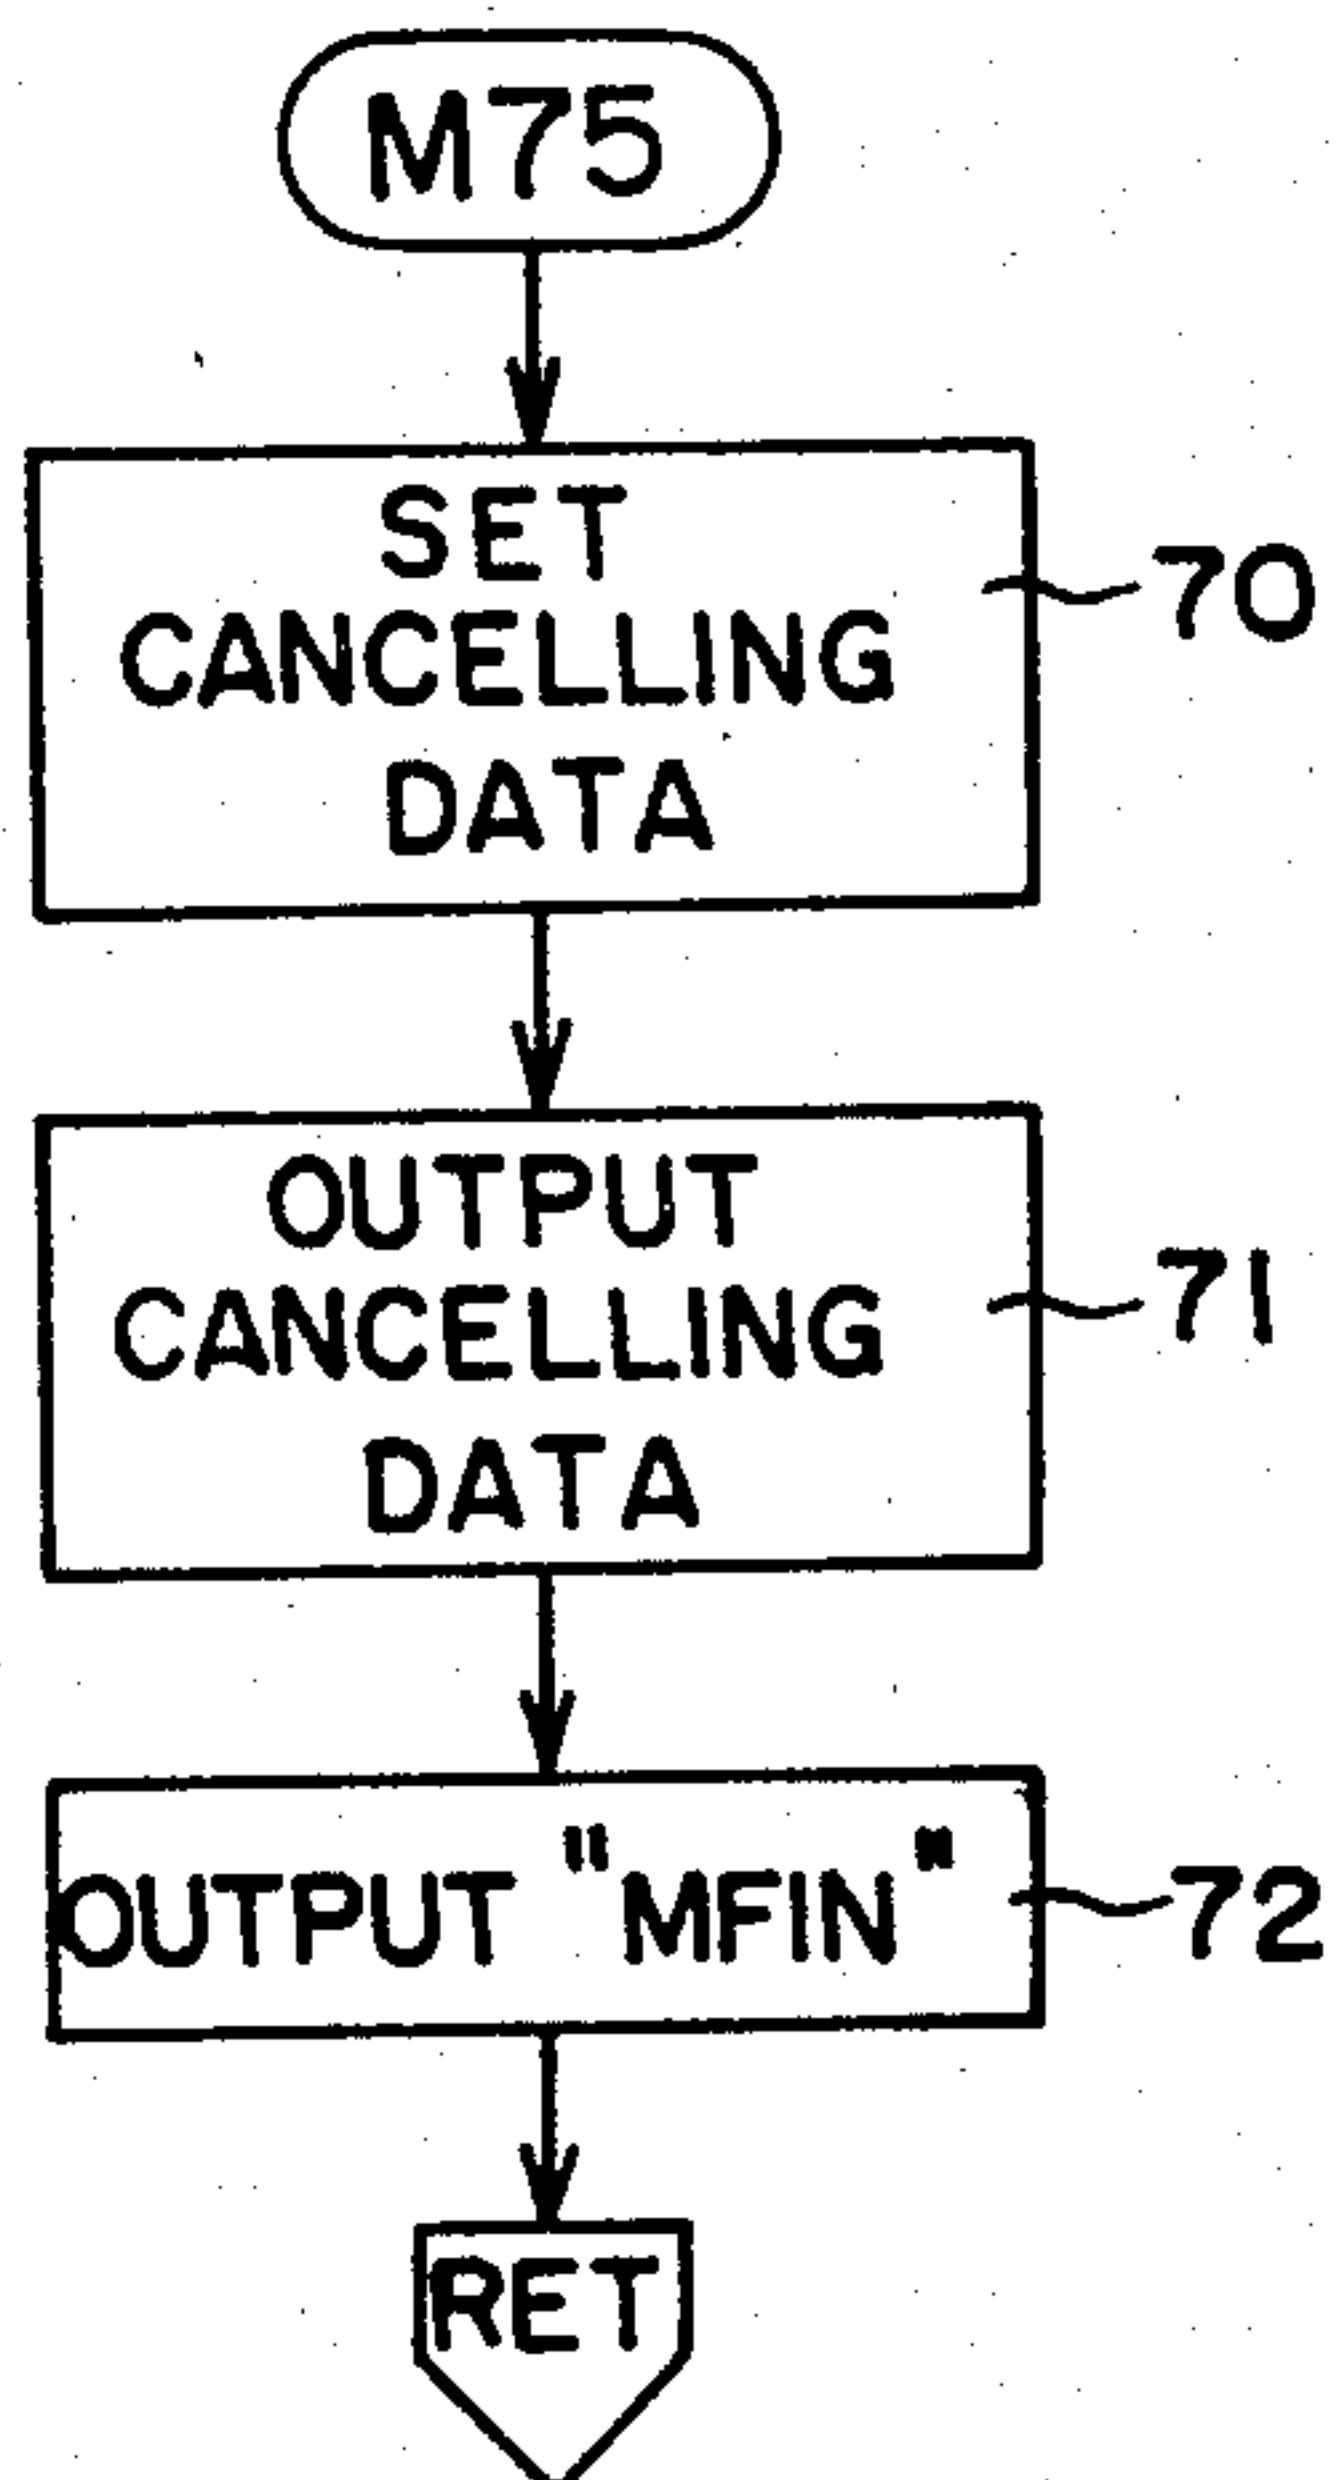 M75
SET
CANCELLING
DATA
70
OUTPUT
CANCELLING
DATA
71
OUTPUT "MFIN"
72
RET